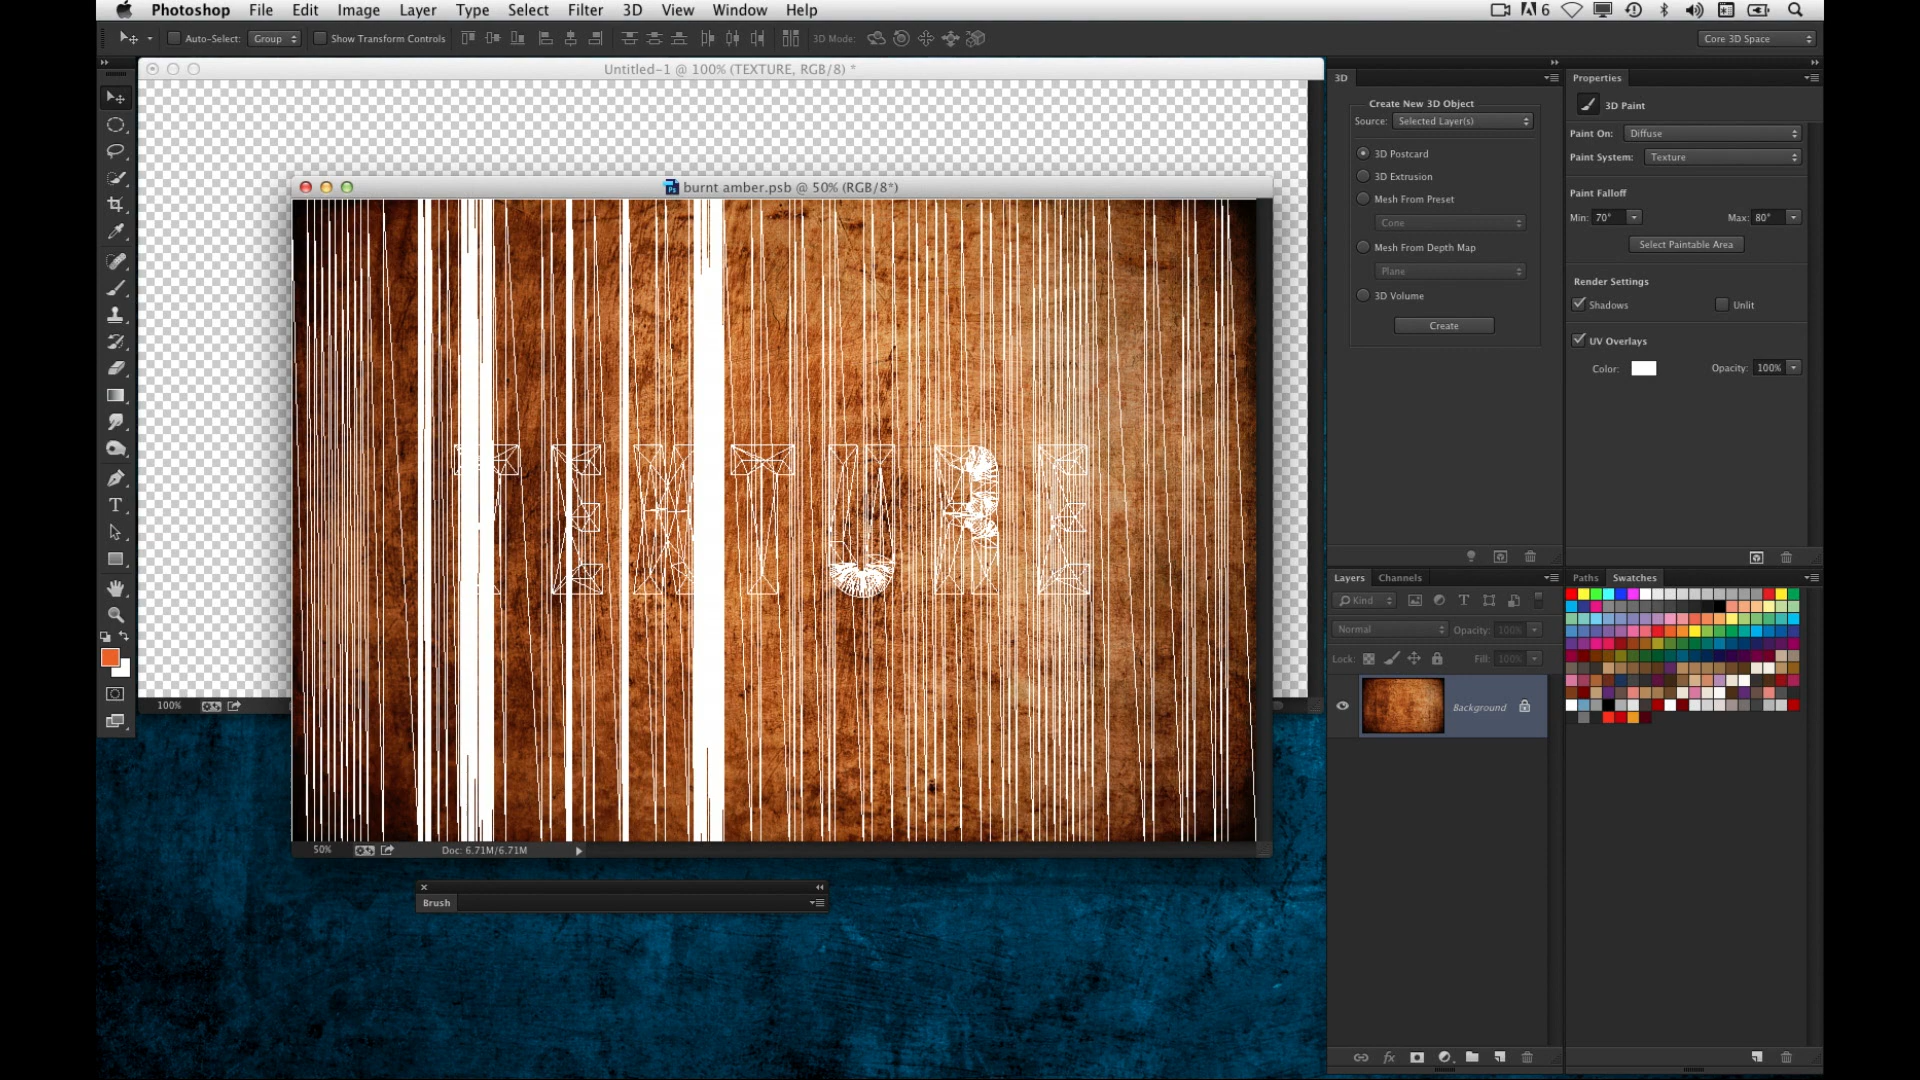 Photoshop File Edit Image Layer Type Select Filter 3D View Window Help 6
Auto-Select: Group Show Transform Controls 3D Mode: Core 3D Space
Untitled-1 @ 100% (TEXTURE, RGB/8) *
burnt amber.psb @ 50% (RGB/8*)
TEXTURE
50% Doc: 6.71M/6.71M
100%
Brush
3D
Create New 3D Object
Source: Selected Layer(s)
3D Postcard
3D Extrusion
Mesh From Preset
Cone
Mesh From Depth Map
Plane
3D Volume
Create
Properties
3D Paint
Paint On: Diffuse
Paint System: Texture
Paint Falloff
Min: 70° Max: 80°
Select Paintable Area
Render Settings
Shadows Unlit
UV Overlays
Color: Opacity: 100%
Layers Channels
Kind
Normal Opacity: 100%
Lock: Fill: 100%
Background
Paths Swatches